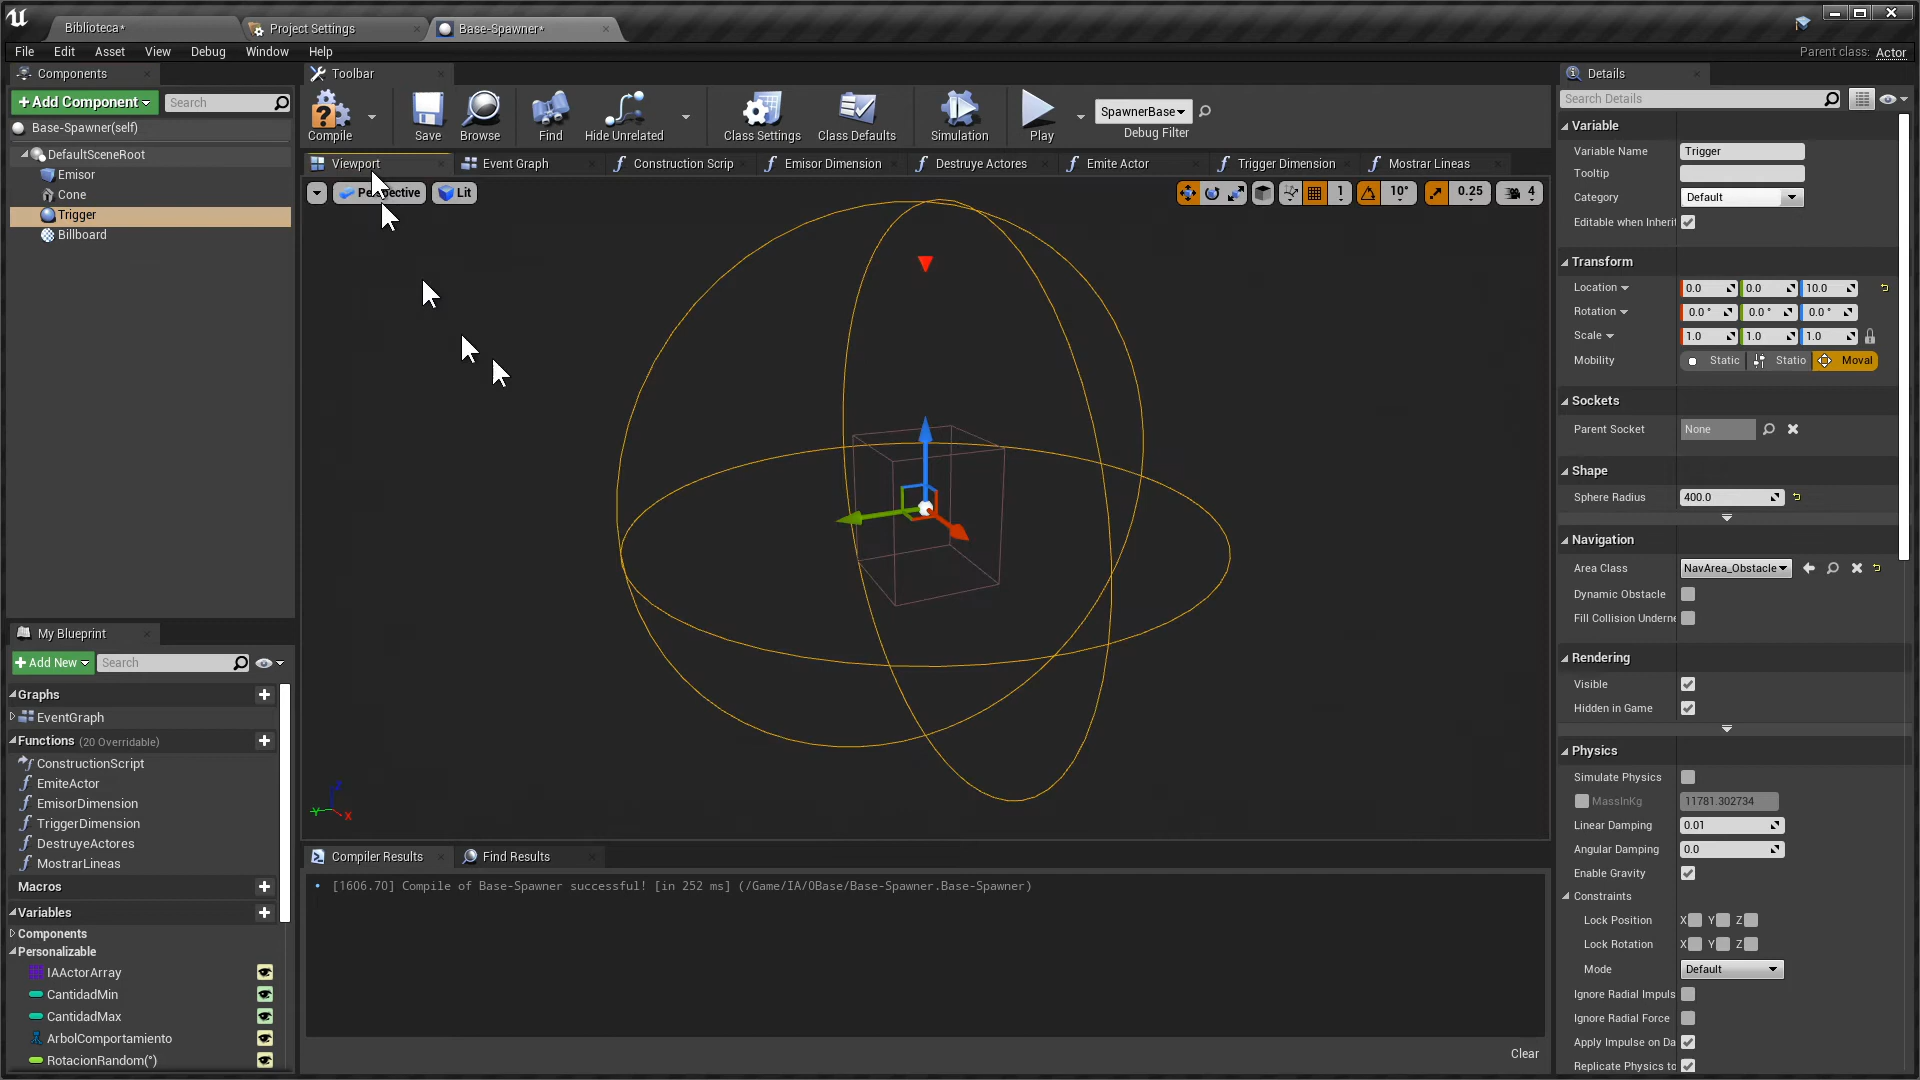 Biblioteca*
Project Settings
Base-Spawner*
File Edit Asset View Debug Window Help
Parent class: Actor
Components
Toolbar
Details
+Add Component
Search
Compile
Save
Browse
Find
Hide Unrelated
Class Settings
Class Defaults
Simulation
Play
SpawnerBase
Debug Filter
Search Details
Base-Spawner(self)
DefaultSceneRoot
Emisor
Cone
Trigger
Billboard
Viewport
Event Graph
Construction Scrip
Emisor Dimension
Destruye Actores
Emite Actor
Trigger Dimension
Mostrar Lineas
Perspective
Lit
1
10°
0.25
4
Z
Y
X
Variable
Variable Name Trigger
Tooltip
Category Default
Editable when Inherit
Transform
Location 0.0 0.0 10.0
Rotation 0.0 ° 0.0 ° 0.0 °
Scale 1.0 1.0 1.0
Mobility Static Statio Moval
Sockets
Parent Socket None
Shape
Sphere Radius 400.0
Navigation
Area Class NavArea_Obstacle
Dynamic Obstacle
Fill Collision Underne
Rendering
Visible
Hidden in Game
Physics
Simulate Physics
MassInKg 11781.302734
Linear Damping 0.01
Angular Damping 0.0
Enable Gravity
Constraints
Lock Position X Y Z
Lock Rotation X Y Z
Mode Default
Ignore Radial Impuls
Ignore Radial Force
Apply Impulse on Da
Replicate Physics to
My Blueprint
+Add New
Search
Graphs
EventGraph
Functions (20 Overridable)
ConstructionScript
EmiteActor
EmisorDimension
TriggerDimension
DestruyeActores
MostrarLineas
Macros
Variables
Components
Personalizable
IAActorArray
CantidadMin
CantidadMax
ArbolComportamiento
RotacionRandom(°)
Compiler Results
Find Results
[1606.70] Compile of Base-Spawner successful! [in 252 ms] (/Game/IA/0Base/Base-Spawner.Base-Spawner)
Clear